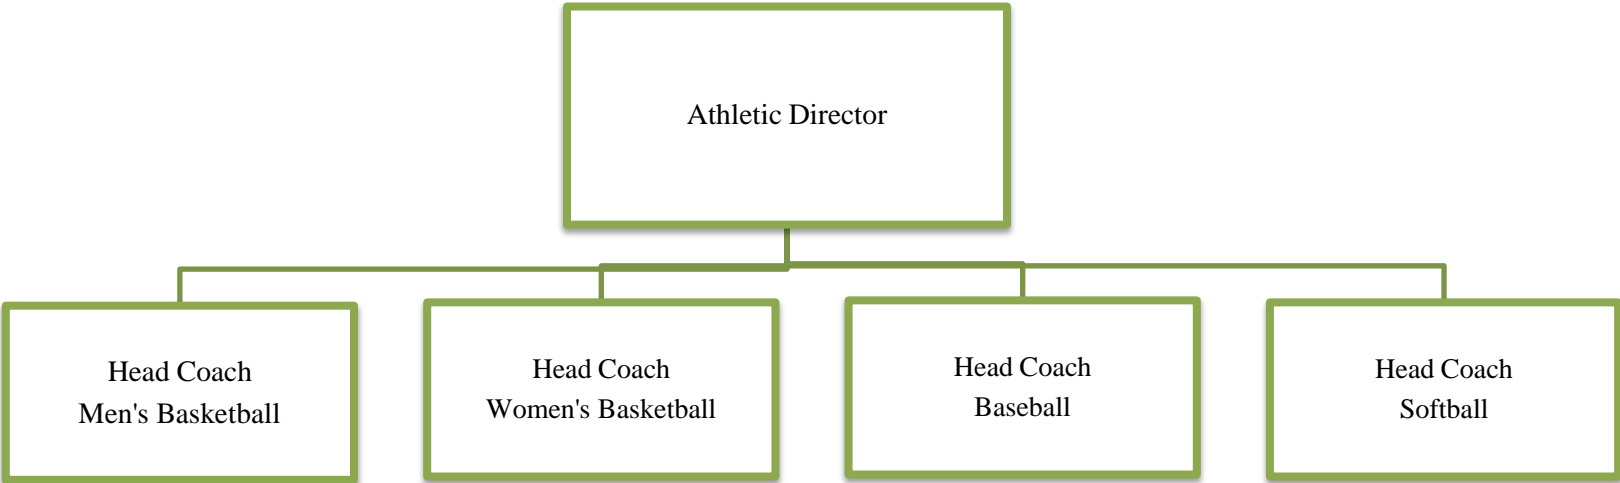 Athletic Director
Head Coach
Men's Basketball
Head Coach
Women's Basketball
Head Coach
Baseball
Head Coach
Softball